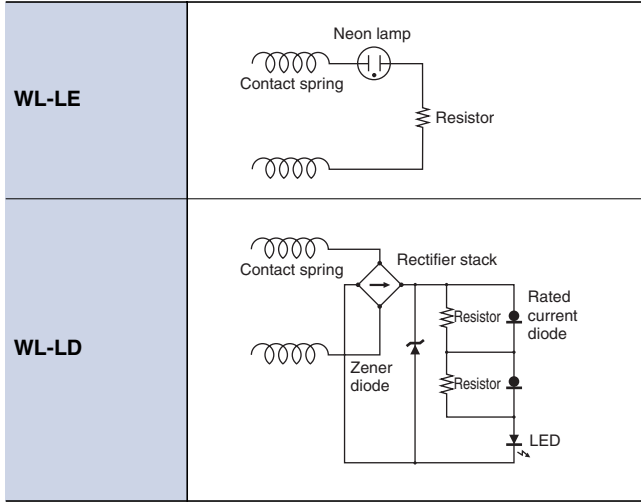 WL-LE
Neon lamp
Contact spring
Resistor
WL-LD
Contact spring
Rectifier stack
Rated
current
diode
Resistor
Zener
diode
Resistor
LED